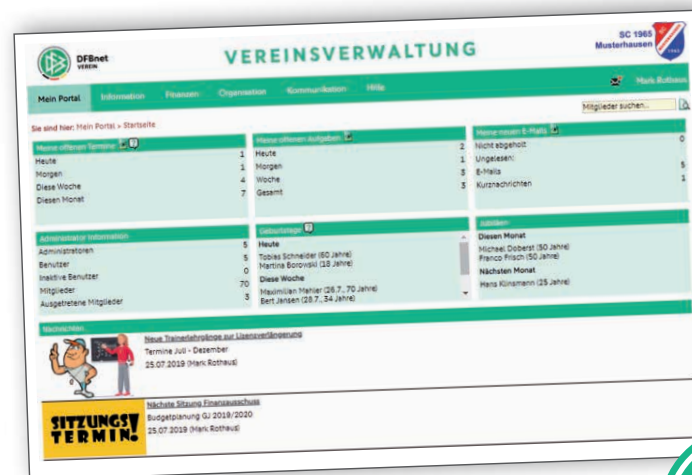 DFBnet
VEREIN
VEREINSVERWALTUNG
SC 1965
Musterhausen
Mein Portal Information Finanzen Organisation Kommunikation Hilfe
Mark Rothaus
Mitglieder suchen...
Sie sind hier: Mein Portal > Startseite
Meine offenen Termine
Heute 1
Morgen 1
Diese Woche 4
Diesen Monat 7
Meine offenen Aufgaben
Heute 2
Morgen 1
Woche 3
Gesamt 3
Meine neuen E-Mails
Nicht abgeholt 0
Ungelesen:
E-Mails 5
Kurznachrichten 1
Administrator Information
Administratoren 5
Benutzer 5
Inaktive Benutzer 0
Mitglieder 70
Ausgetretene Mitglieder 3
Geburtstage
Heute
Tobias Schneider (60 Jahre)
Martina Borowski (18 Jahre)
Diese Woche
Maximilian Mahler (26.7., 70 Jahre)
Bert Jansen (28.7., 34 Jahre)
Jubiläen
Diesen Monat
Michael Doberst (50 Jahre)
Franco Frisch (50 Jahre)
Nächsten Monat
Hans Klinsmann (25 Jahre)
Nachrichten
Neue Trainerlehrgänge zur Lizensverlängerung
Termine Juli - Dezember
25.07.2019 (Mark Rothaus)
SITZUNGS
TERMIN!
Nächste Sitzung Finanzausschuss
Budgetplanung GJ 2019/2020
25.07.2019 (Mark Rothaus)